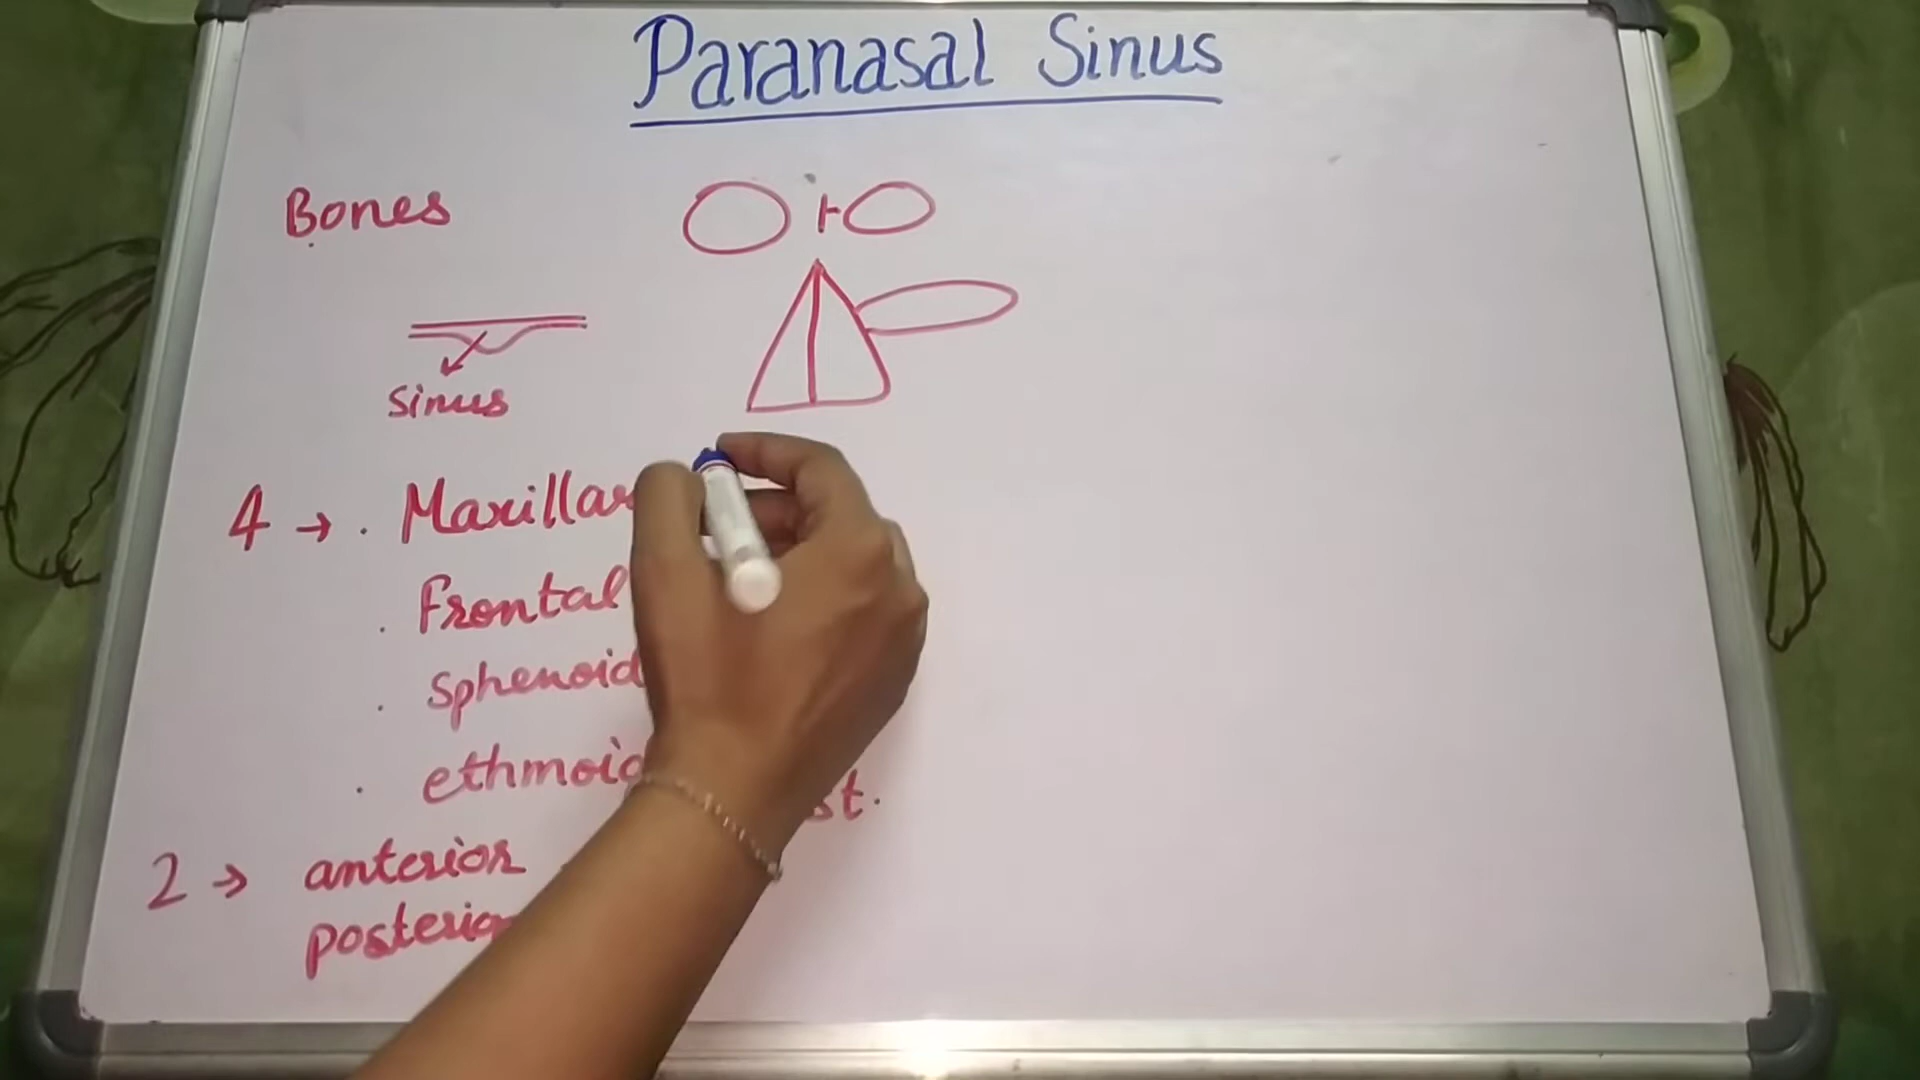 Paranasal Sinus
Bones
sinus
4 → . Maxillar
. Frontal
. sphenoid
. ethmoid
2 → anterior
posterior